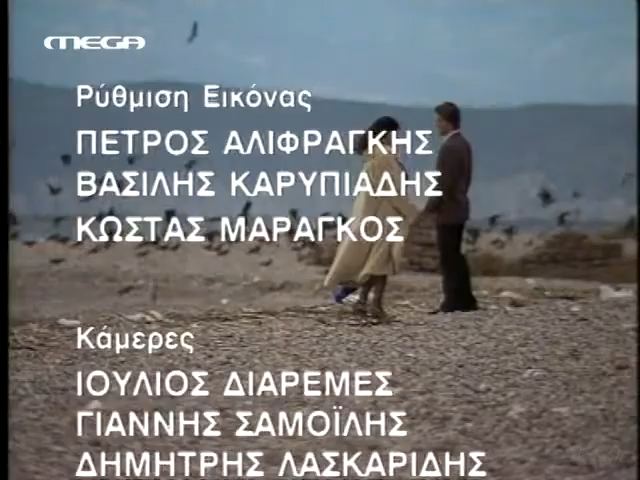 MEGA
Ρύθμιση Εικόνας
ΠΕΤΡΟΣ ΑΛΙΦΡΑΓΚΗΣ
ΒΑΣΙΛΗΣ ΚΑΡΥΠΙΑΔΗΣ
ΚΩΣΤΑΣ ΜΑΡΑΓΚΟΣ
Κάμερες
ΙΟΥΛΙΟΣ ΔΙΑΡΕΜΕΣ
ΓΙΑΝΝΗΣ ΣΑΜΟΪΛΗΣ
ΔΗΜΗΤΡΗΣ ΛΑΣΚΑΡΙΔΗΣ